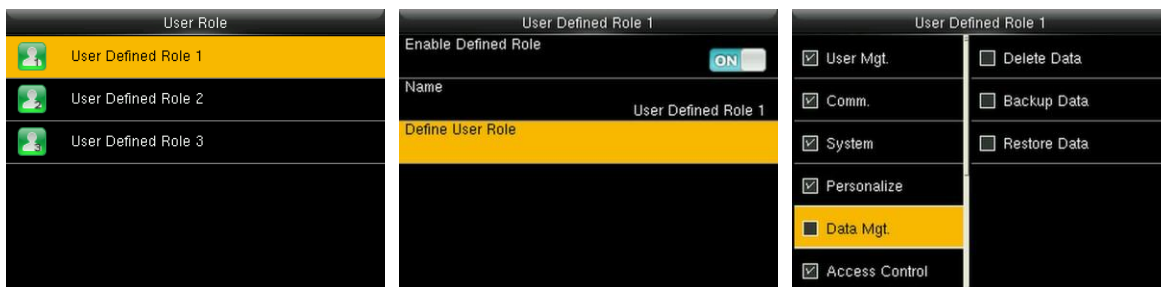 User Role
User Defined Role 1
User Defined Role 2
User Defined Role 3
User Defined Role 1
Enable Defined Role
ON
Name
User Defined Role 1
Define User Role
User Defined Role 1
User Mgt.
Comm.
System
Personalize
Data Mgt.
Access Control
Delete Data
Backup Data
Restore Data